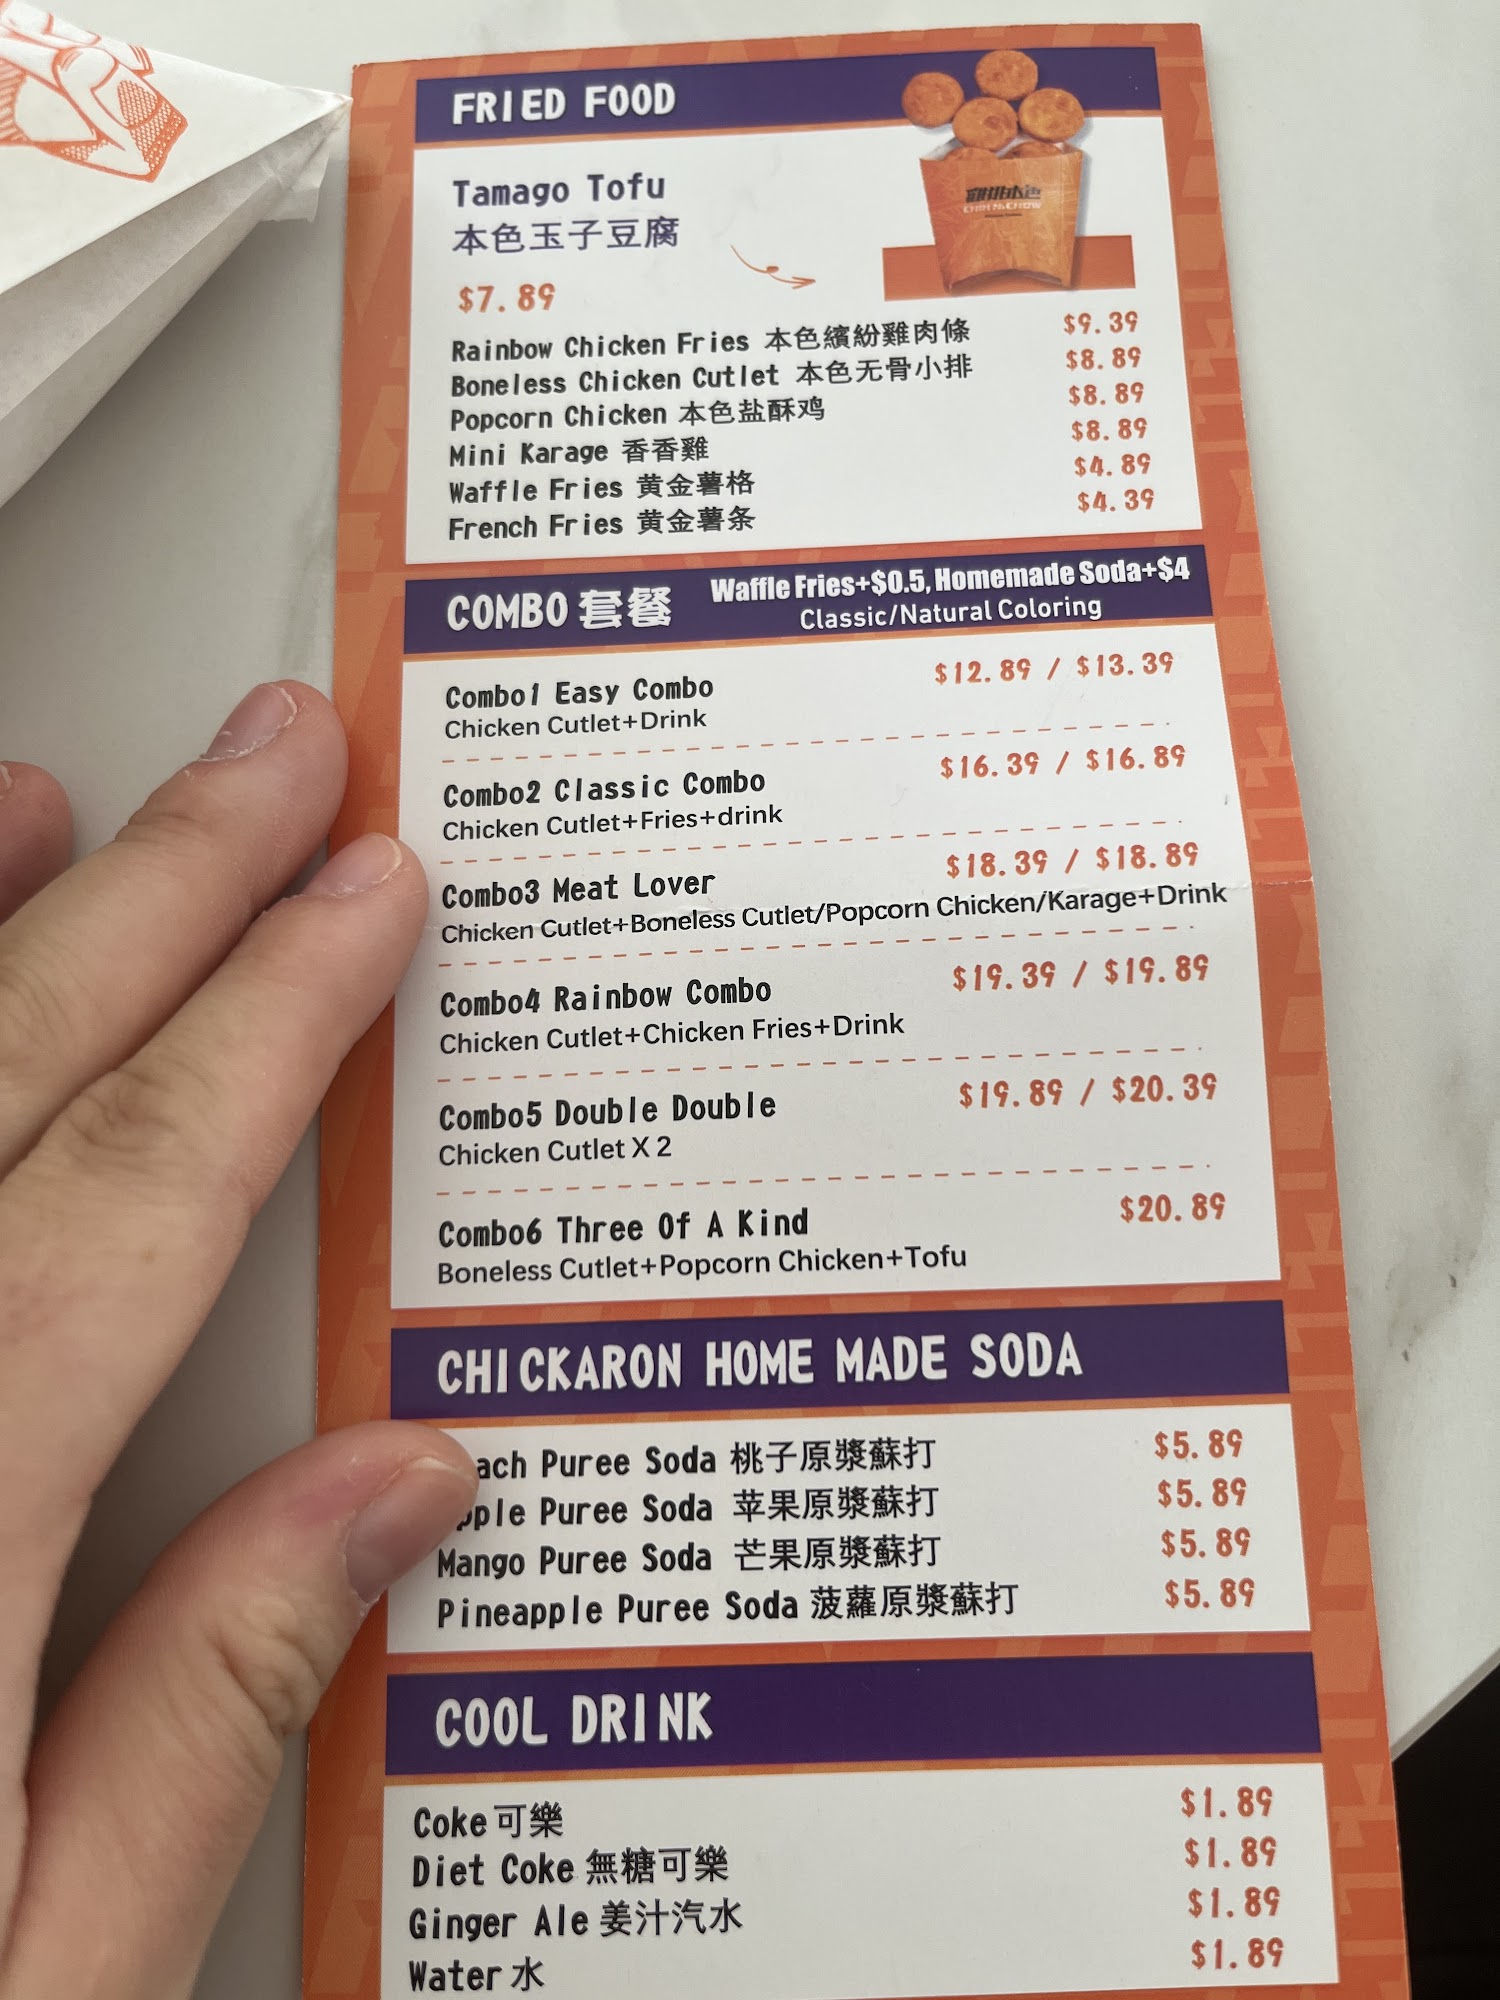 FRIED FOOD
Tamago Tofu
本色玉子豆腐
$7.89
Rainbow Chicken Fries 本色繽紛雞肉條 $9.39
Boneless Chicken Cutlet 本色无骨小排 $8.89
Popcorn Chicken 本色盐酥鸡 $8.89
Mini Karage 香香雞 $8.89
Waffle Fries 黄金薯格 $4.89
French Fries 黄金薯条 $4.39
COMBO 套餐 Waffle Fries+$0.5, Homemade Soda+$4
Classic/Natural Coloring
Combo1 Easy Combo $12.89 / $13.39
Chicken Cutlet+Drink
Combo2 Classic Combo $16.39 / $16.89
Chicken Cutlet+Fries+drink
Combo3 Meat Lover $18.39 / $18.89
Chicken Cutlet+Boneless Cutlet/Popcorn Chicken/Karage+Drink
Combo4 Rainbow Combo $19.39 / $19.89
Chicken Cutlet+Chicken Fries+Drink
Combo5 Double Double $19.89 / $20.39
Chicken Cutlet X 2
Combo6 Three Of A Kind $20.89
Boneless Cutlet+Popcorn Chicken+Tofu
CHICKARON HOME MADE SODA
ach Puree Soda 桃子原漿蘇打 $5.89
pple Puree Soda 苹果原漿蘇打 $5.89
Mango Puree Soda 芒果原漿蘇打 $5.89
Pineapple Puree Soda 菠蘿原漿蘇打 $5.89
COOL DRINK
Coke 可樂 $1.89
Diet Coke 無糖可樂 $1.89
Ginger Ale 姜汁汽水 $1.89
Water 水 $1.89